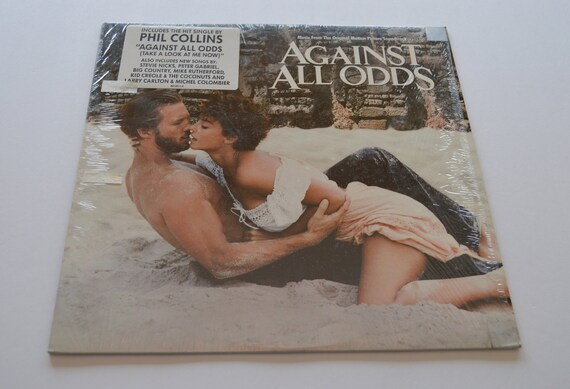 INCLUDES THE HIT SINGLE BY
PHIL COLLINS
"AGAINST ALL ODDS
(TAKE A LOOK AT ME NOW)"
ALSO INCLUDES NEW SONGS BY:
STEVIE NICKS, PETER GABRIEL,
BIG COUNTRY, MIKE RUTHERFORD,
KID CREOLE & THE COCONUTS AND
LARRY CARLTON & MICHEL COLOMBIER
Music From The Original Motion Picture
AGAINST
ALL ODDS